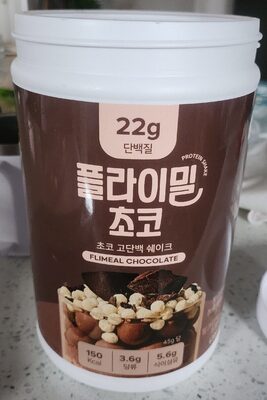 22g
단백질
PROTEIN SHAKE
플라이밀
초코
초코 고단백 쉐이크
FLIMEAL CHOCOLATE
45g 당
150 3.6g 5.6g
Kcal 당류 식이섬유